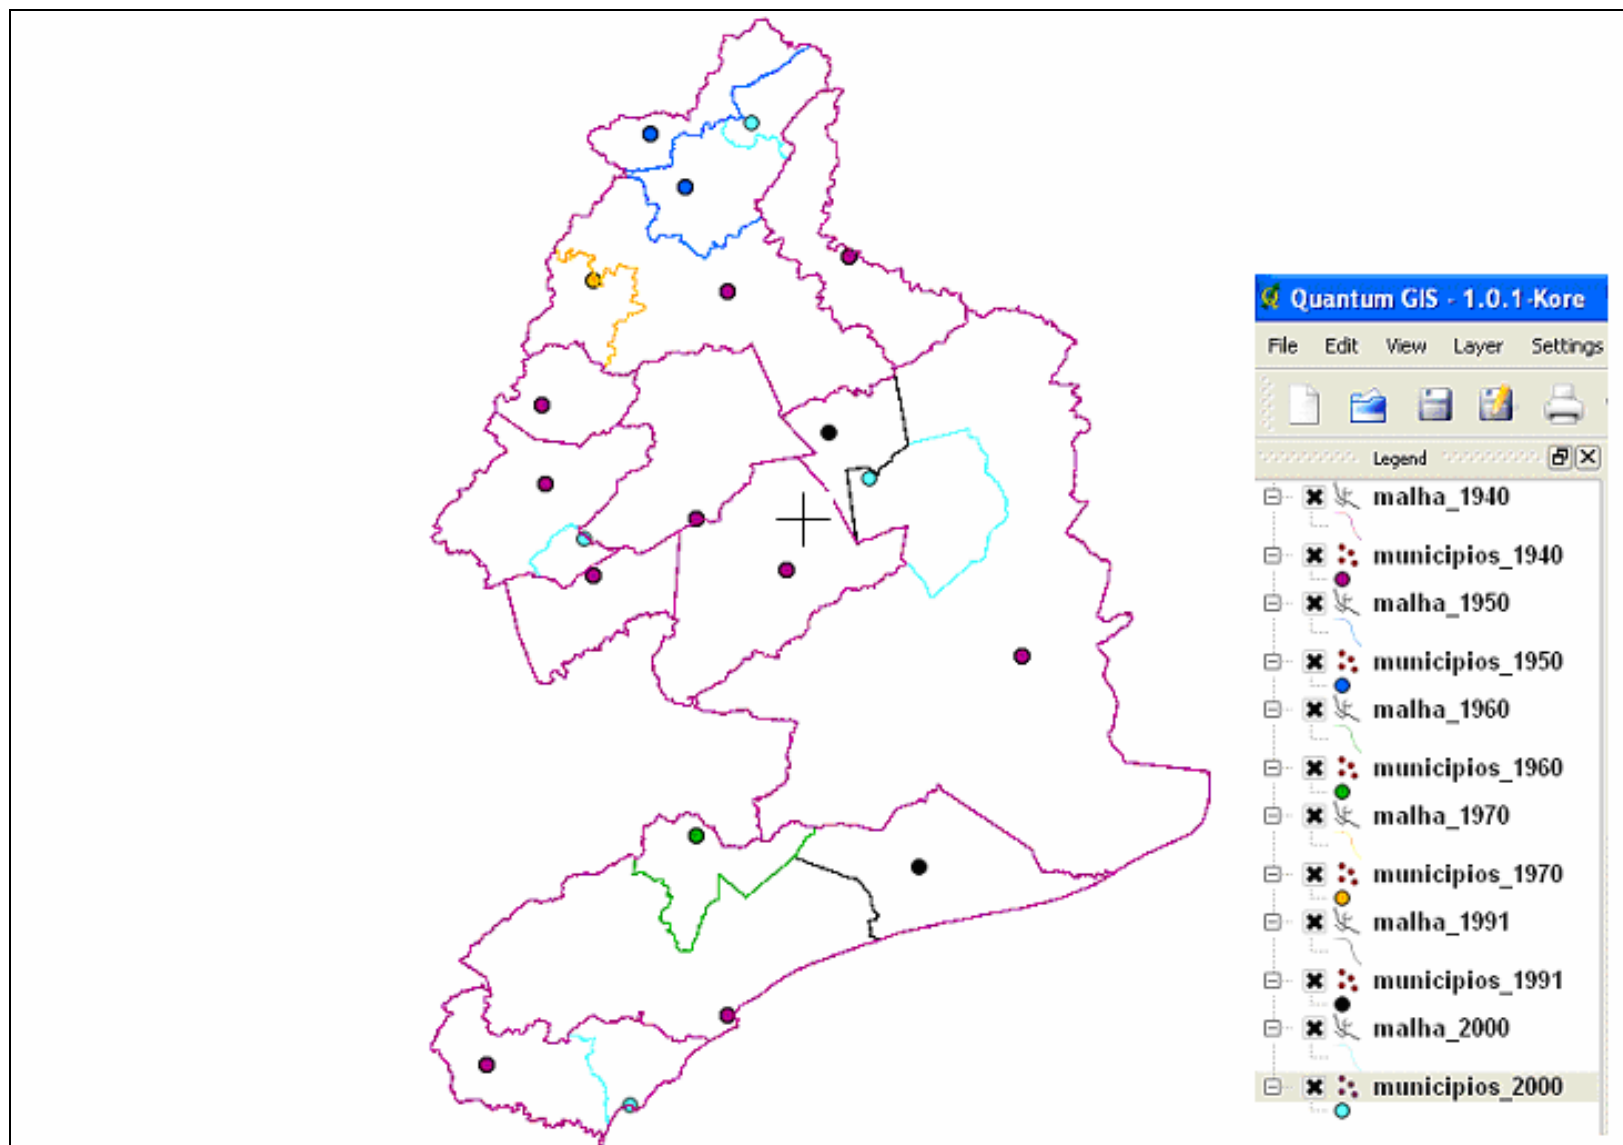 Quantum GIS - 1.0.1-Kore
File Edit View Layer Settings
Legend
malha_1940
municipios_1940
malha_1950
municipios_1950
malha_1960
municipios_1960
malha_1970
municipios_1970
malha_1991
municipios_1991
malha_2000
municipios_2000